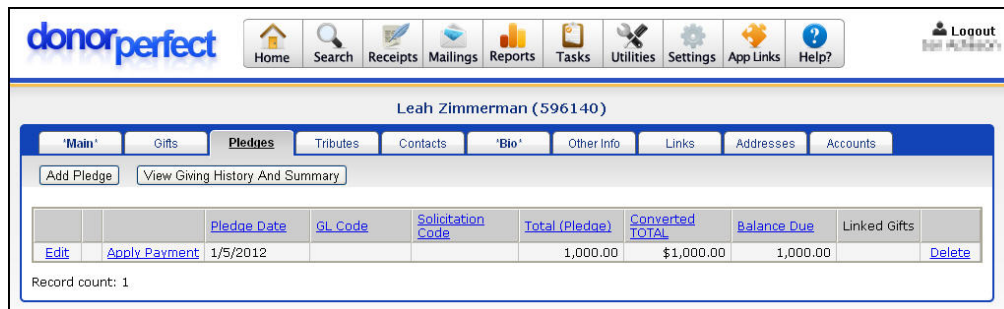 donorperfect
Home Search Receipts Mailings Reports Tasks Utilities Settings App Links Help?
Logout
Leah Zimmerman (596140)
*Main* Gifts Pledges Tributes Contacts *Bio* Other Info Links Addresses Accounts
Add Pledge View Giving History And Summary
Pledge Date GL Code Solicitation Code Total (Pledge) Converted TOTAL Balance Due Linked Gifts
Edit Apply Payment 1/5/2012 1,000.00 $1,000.00 1,000.00 Delete
Record count: 1